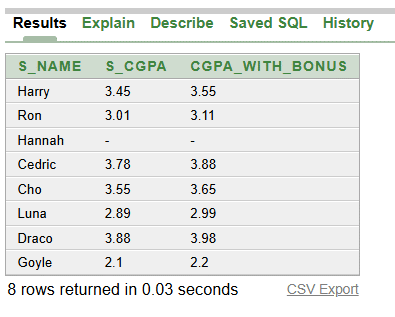 Results Explain Describe Saved SQL History
S_NAME S_CGPA CGPA_WITH_BONUS
Harry 3.45 3.55
Ron 3.01 3.11
Hannah - -
Cedric 3.78 3.88
Cho 3.55 3.65
Luna 2.89 2.99
Draco 3.88 3.98
Goyle 2.1 2.2
8 rows returned in 0.03 seconds CSV Export